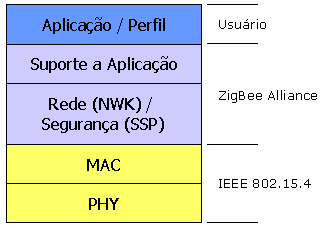 Aplicação / Perfil
Usuário
Suporte a Aplicação
Rede (NWK) /
Segurança (SSP)
ZigBee Alliance
MAC
PHY
IEEE 802.15.4